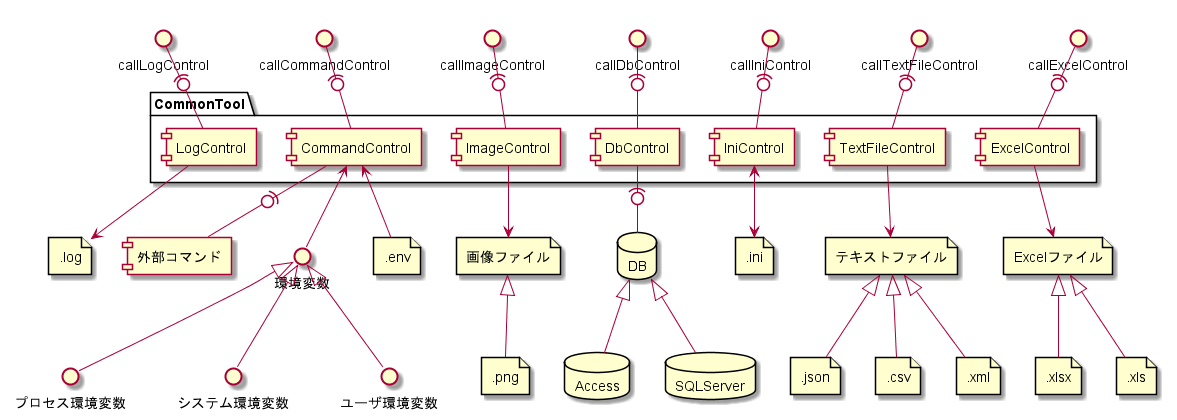 callLogControl
callCommandControl
callImageControl
callDbControl
callIniControl
callTextFileControl
callExcelControl
CommonTool
LogControl
CommandControl
ImageControl
DbControl
IniControl
TextFileControl
ExcelControl
.log
外部コマンド
環境変数
.env
画像ファイル
DB
.ini
テキストファイル
Excelファイル
プロセス環境変数
システム環境変数
ユーザ環境変数
.png
Access
SQLServer
.json
.csv
.xml
.xlsx
.xls